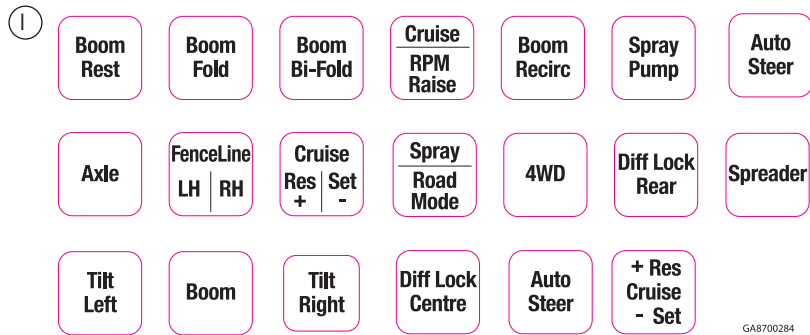 I
Boom
Rest
Boom
Fold
Boom
Bi-Fold
Cruise
RPM
Raise
Boom
Recirc
Spray
Pump
Auto
Steer
Axle
FenceLine
LH RH
Cruise
Res Set
+ -
Spray
Road
Mode
4WD
Diff Lock
Rear
Spreader
Tilt
Left
Boom
Tilt
Right
Diff Lock
Centre
Auto
Steer
+ Res
Cruise
- Set
GA8700284